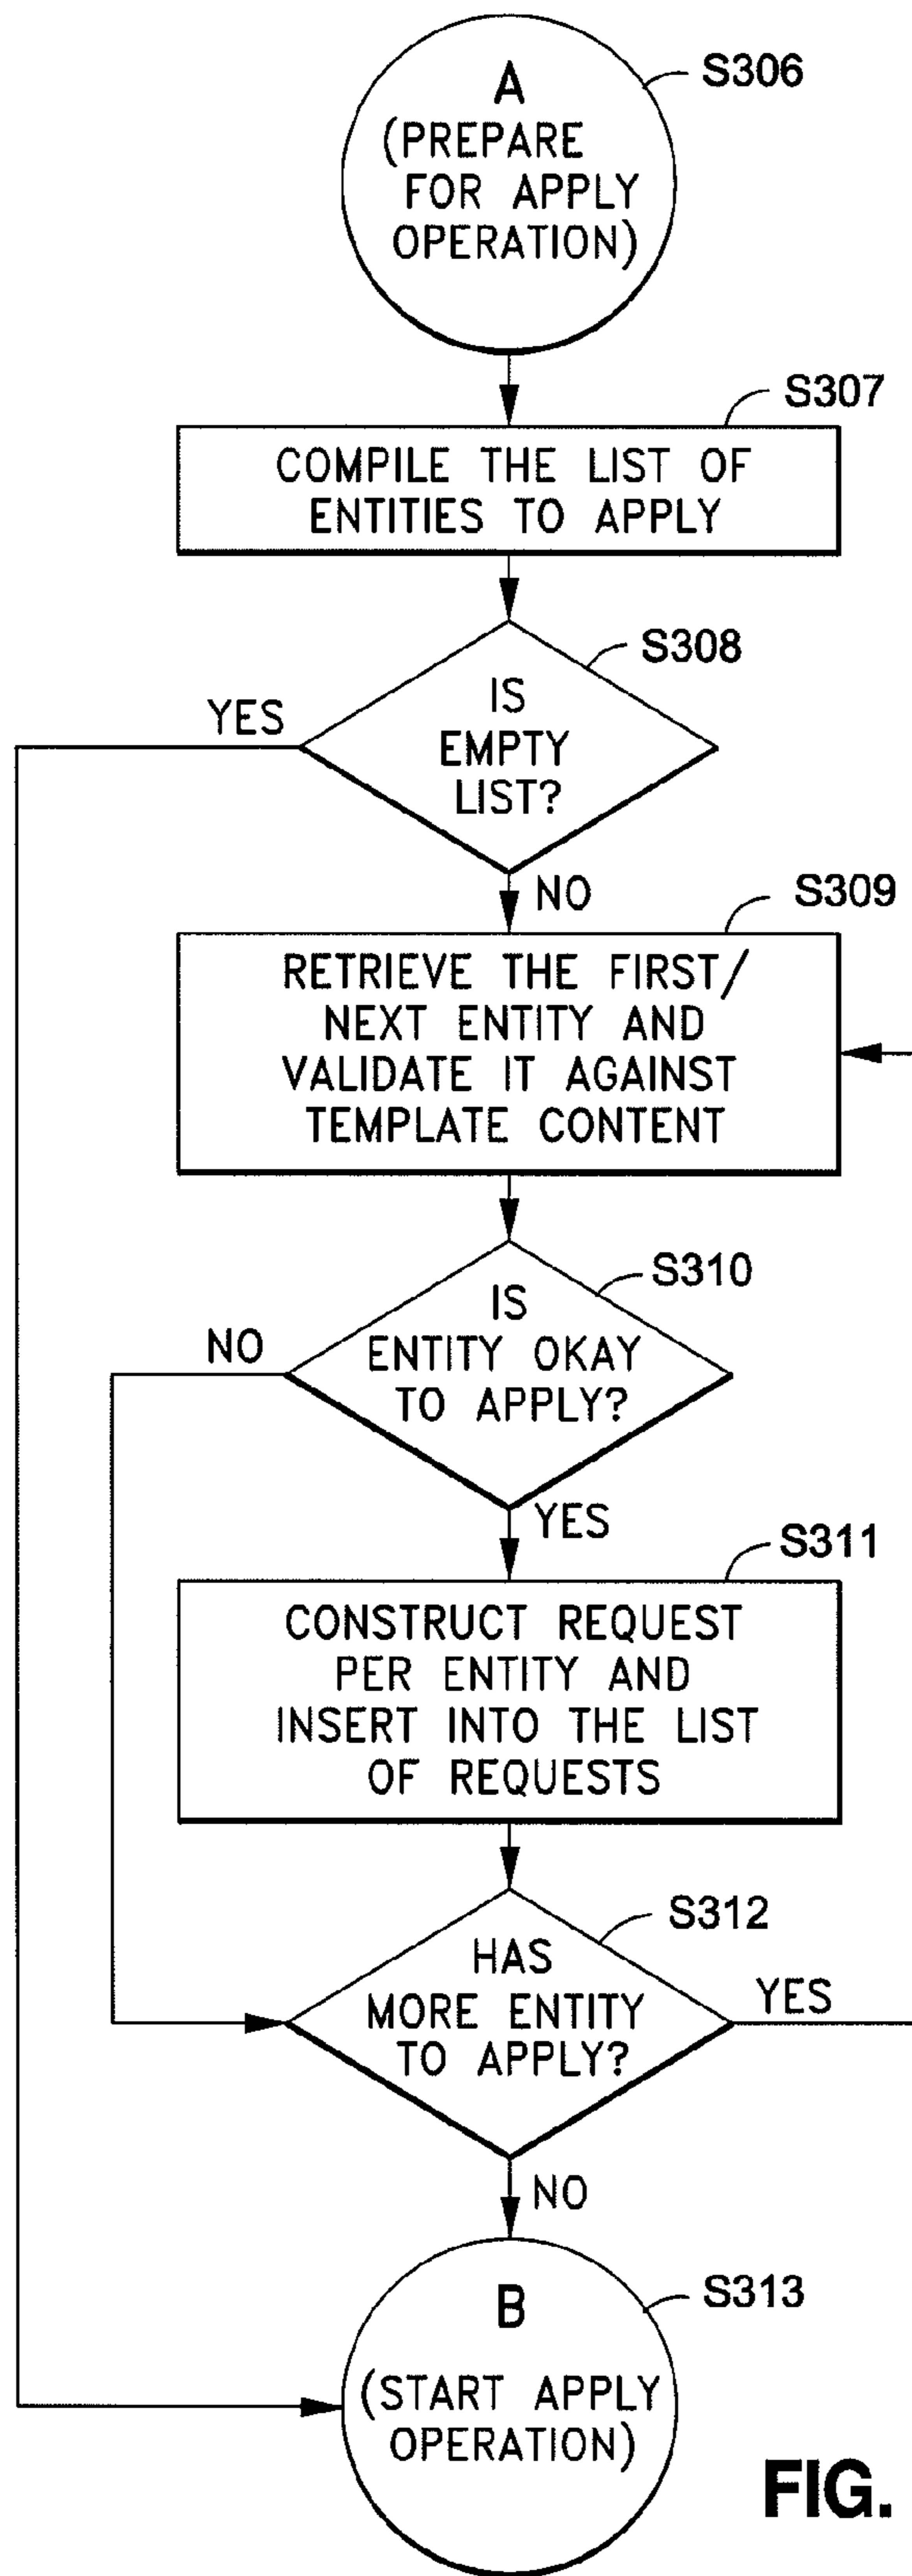 A
S306
(PREPARE
FOR APPLY
OPERATION)
S307
COMPILE THE LIST OF
ENTITIES TO APPLY
S308
IS
EMPTY
LIST?
YES
NO
S309
RETRIEVE THE FIRST/
NEXT ENTITY AND
VALIDATE IT AGAINST
TEMPLATE CONTENT
S310
IS
ENTITY OKAY
TO APPLY?
NO
YES
S311
CONSTRUCT REQUEST
PER ENTITY AND
INSERT INTO THE LIST
OF REQUESTS
S312
HAS
MORE ENTITY
TO APPLY?
YES
NO
B
S313
(START APPLY
OPERATION)
FIG.